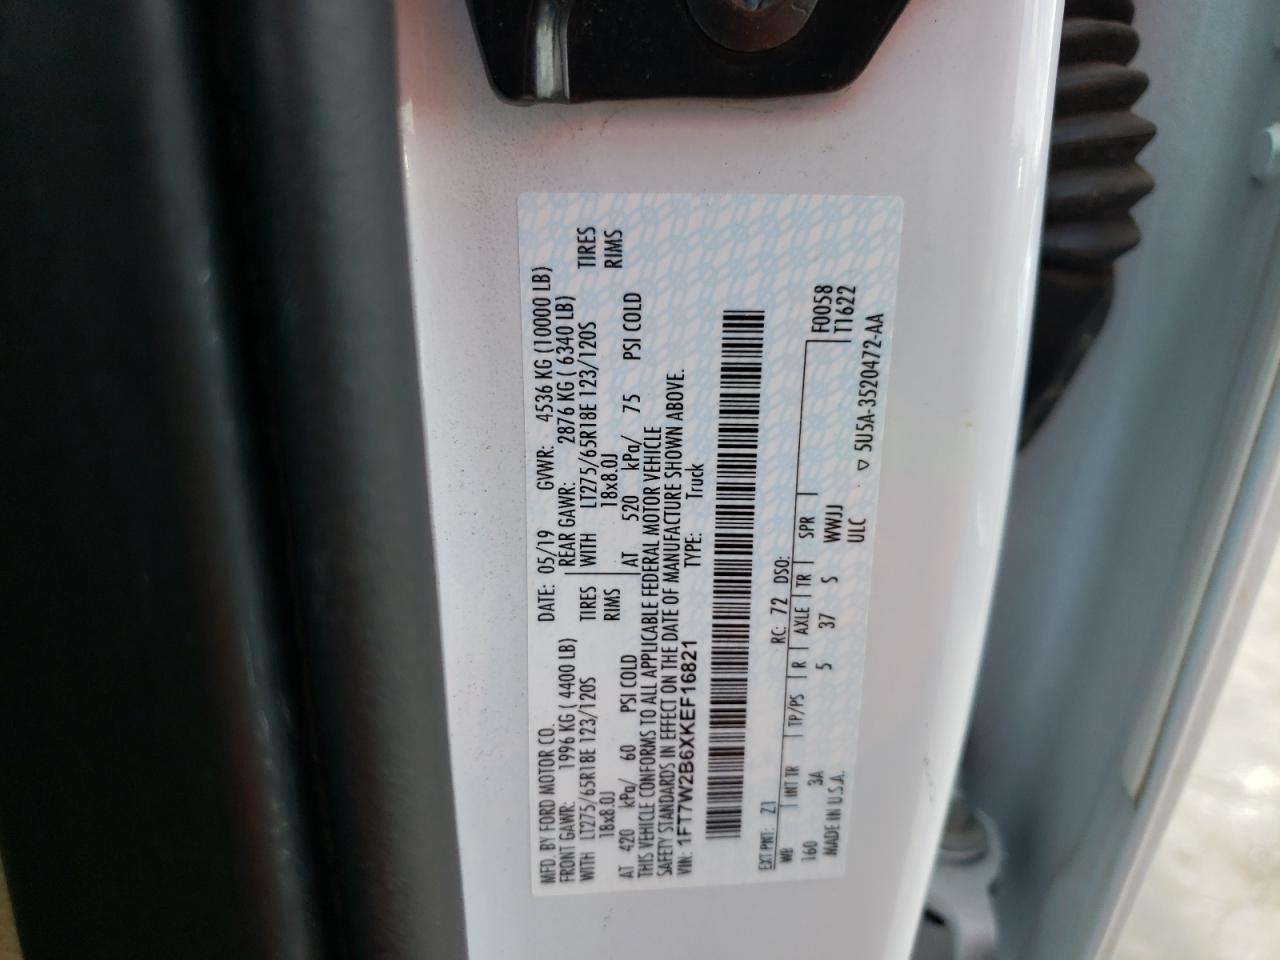 MFD. BY FORD MOTOR CO.
DATE: 05/19 GVWR: 4536 KG (10000 LB)
FRONT GAWR: 1996 KG ( 4400 LB) REAR GAWR: 2876 KG ( 6340 LB)
WITH LT275/65R18E 123/120S TIRES WITH LT275/65R18E 123/120S TIRES
18x8.0J RIMS 18x8.0J RIMS
AT 420 kPa/ 60 PSI COLD AT 520 kPa/ 75 PSI COLD
THIS VEHICLE CONFORMS TO ALL APPLICABLE FEDERAL MOTOR VEHICLE
SAFETY STANDARDS IN EFFECT ON THE DATE OF MANUFACTURE SHOWN ABOVE.
VIN: 1FT7W2B6XKEF16821 TYPE: Truck
EXT PNT: Z1 RC: 72 DSO:
WB INT TR TP/PS R AXLE TR SPR F0058
160 3A 5 37 S WWJJ T1622
MADE IN U.S.A. ULC ▽ 5U5A-3520472-AA